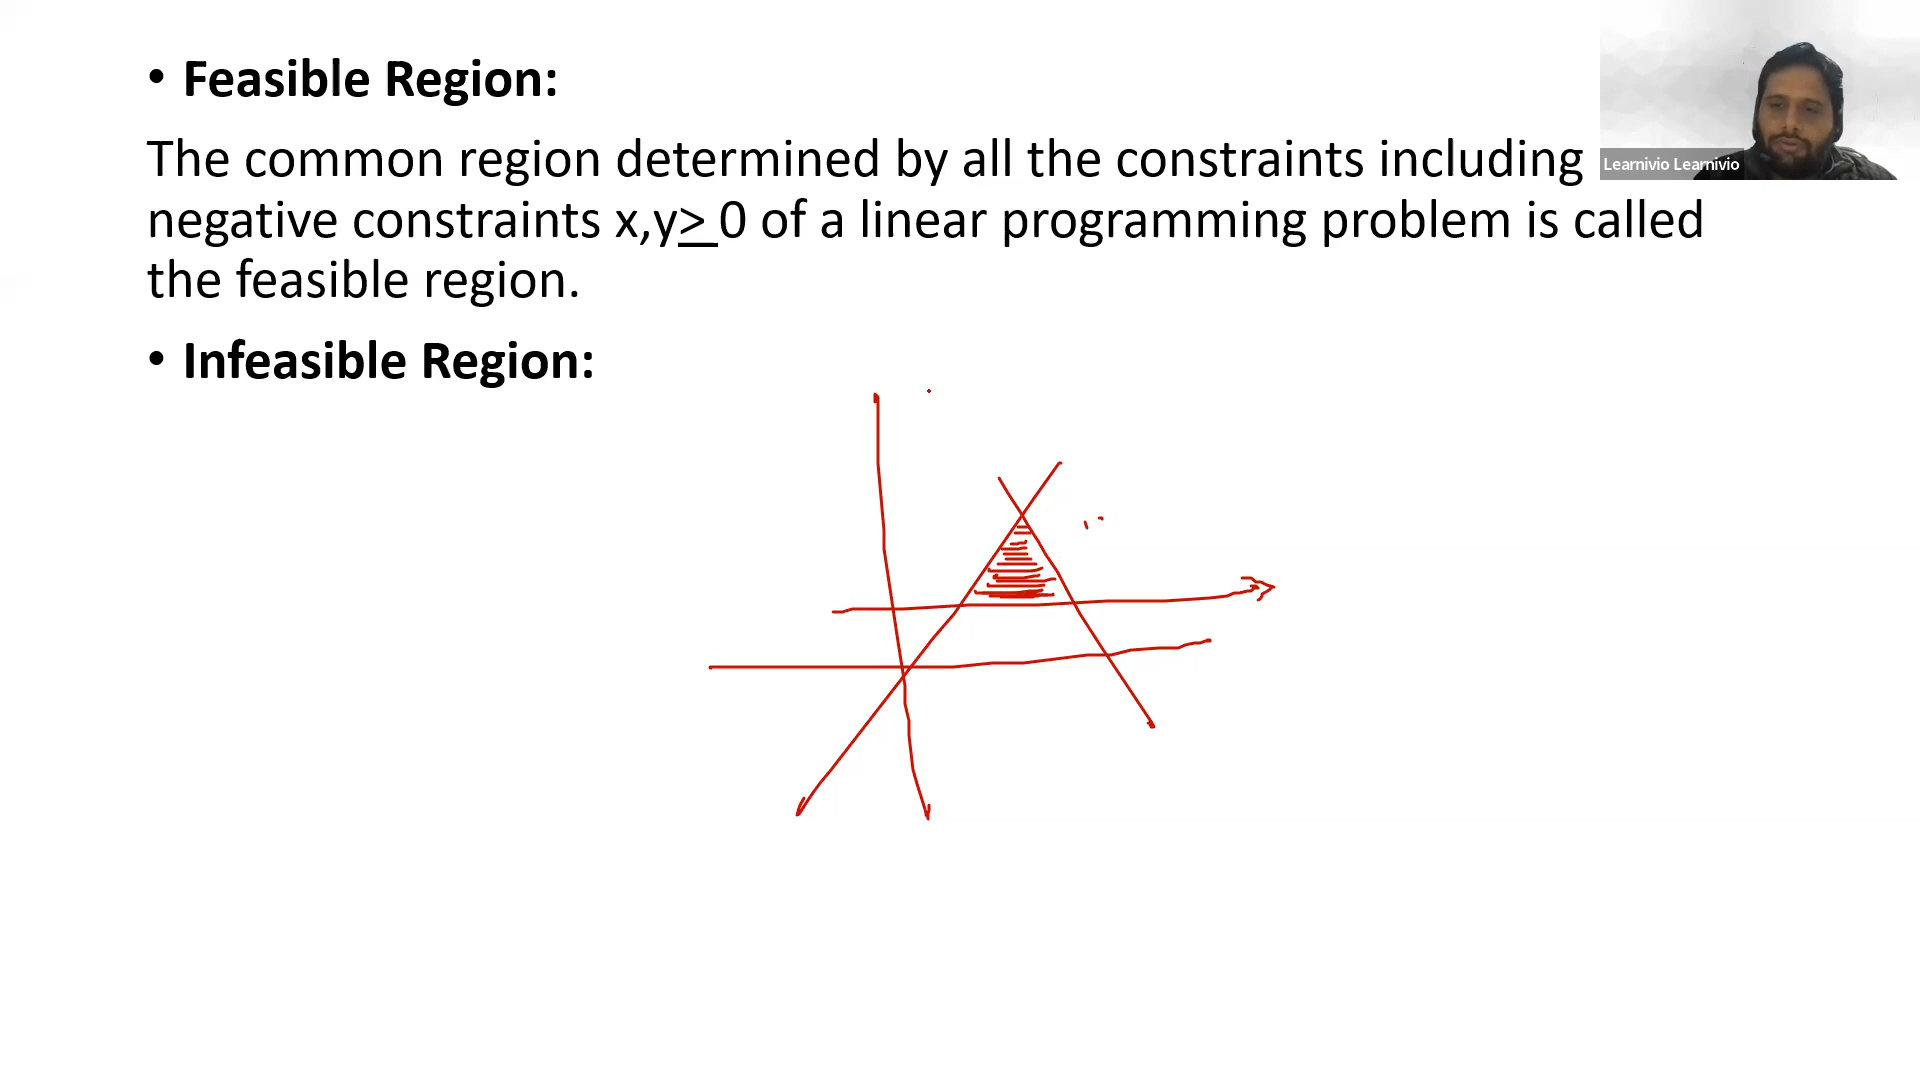 • Feasible Region:
The common region determined by all the constraints including
negative constraints x,y≥ 0 of a linear programming problem is called
the feasible region.
• Infeasible Region:
Learnivio Learnivio